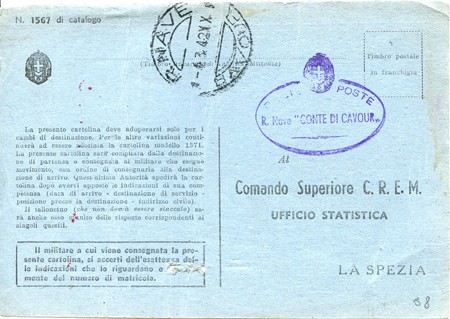 N. 1567 di catalogo
R. NAVE
Timbro postale
in franchigia
POSTE
R. Nave "CONTE DI CAVOUR"
La presente cartolina deve adoperarsi solo per i
cambi di destinazione. Per le altre variazioni conti-
nuerà ad essere adottata la cartolina modello 1571.
La presente cartolina sarà compilata dalla destinazio-
ne di partenza e consegnata al militare che esegue
movimento, con ordine di consegnarla alla destina-
zione di arrivo. Quest'ultima Autorità spedirà la car-
tolina dopo avervi apposto le indicazioni di sua com-
petenza (data di arrivo - destinazione di servizio -
posizione presso la destinazione - indirizzo civile).
Il talloncino (che non dovrà essere staccato) sa-
rà anche esso munito delle risposte corrispondenti ai
singoli quesiti.
Il militare a cui viene consegnata la pre-
sente cartolina, si accerti dell'esattezza del-
le indicazioni che lo riguardano e
mente del numero di matricola.
Al
Comando Superiore C. R. E. M.
UFFICIO STATISTICA
LA SPEZIA
98